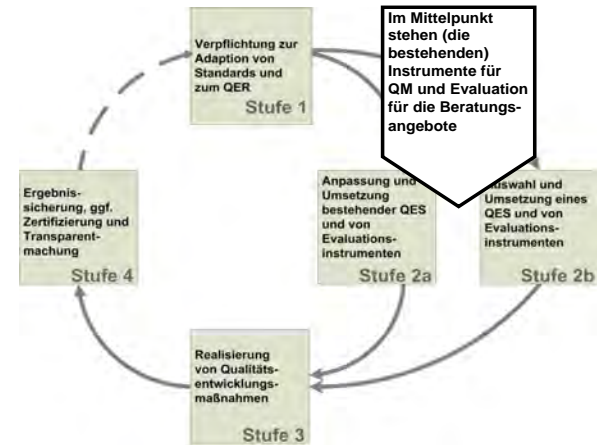 Verpflichtung zur
Adaption von
Standards und
zum QER
Stufe 1
Im Mittelpunkt
stehen (die
bestehenden)
Instrumente für
QM und Evaluation
für die Beratungs-
angebote
Anpassung und
Umsetzung
bestehender QES
und von
Evaluations-
instrumenten
Stufe 2a
uswahl und
Umsetzung eines
QES und von
Evaluations-
instrumenten
Stufe 2b
Realisierung
von Qualitäts-
entwicklungs-
maßnahmen
Stufe 3
Ergebnis-
sicherung, ggf.
Zertifizierung und
Transparent-
machung
Stufe 4